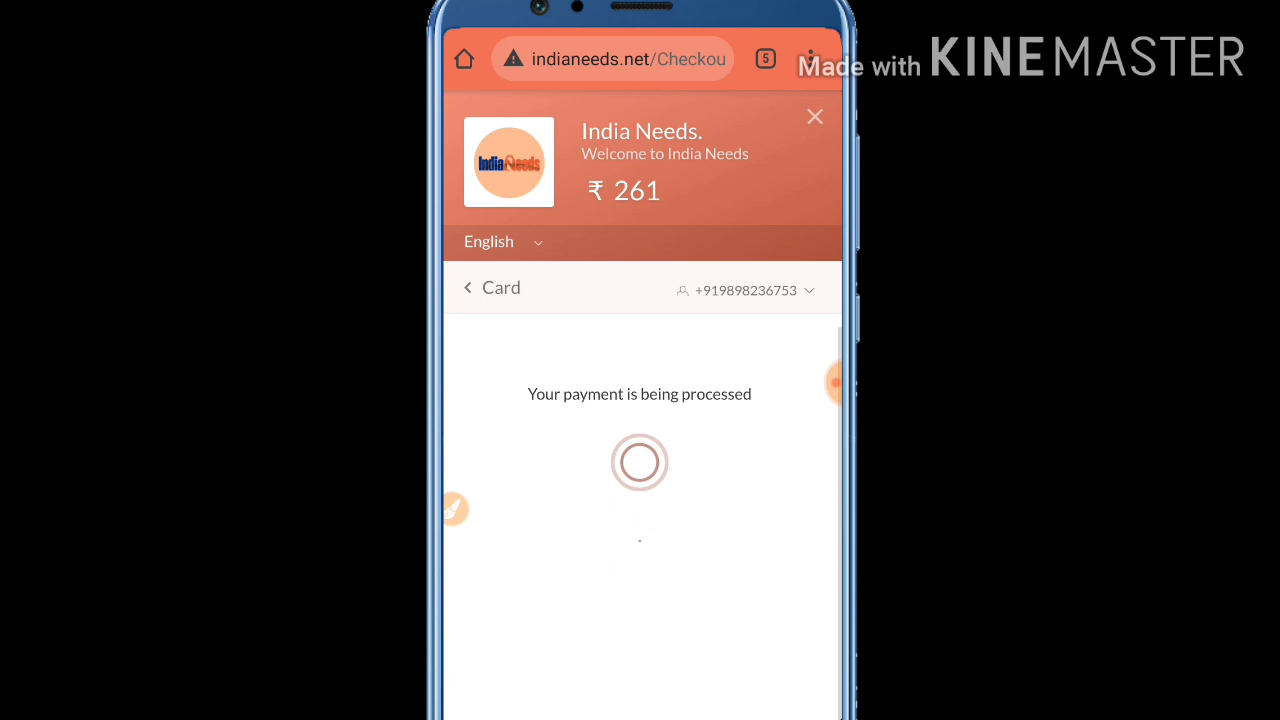 indianeeds.net/Checkou
5
Made with KINEMASTER
India Needs.
Welcome to India Needs
IndiaNeeds
₹ 261
English
Card
+919898236753
Your payment is being processed